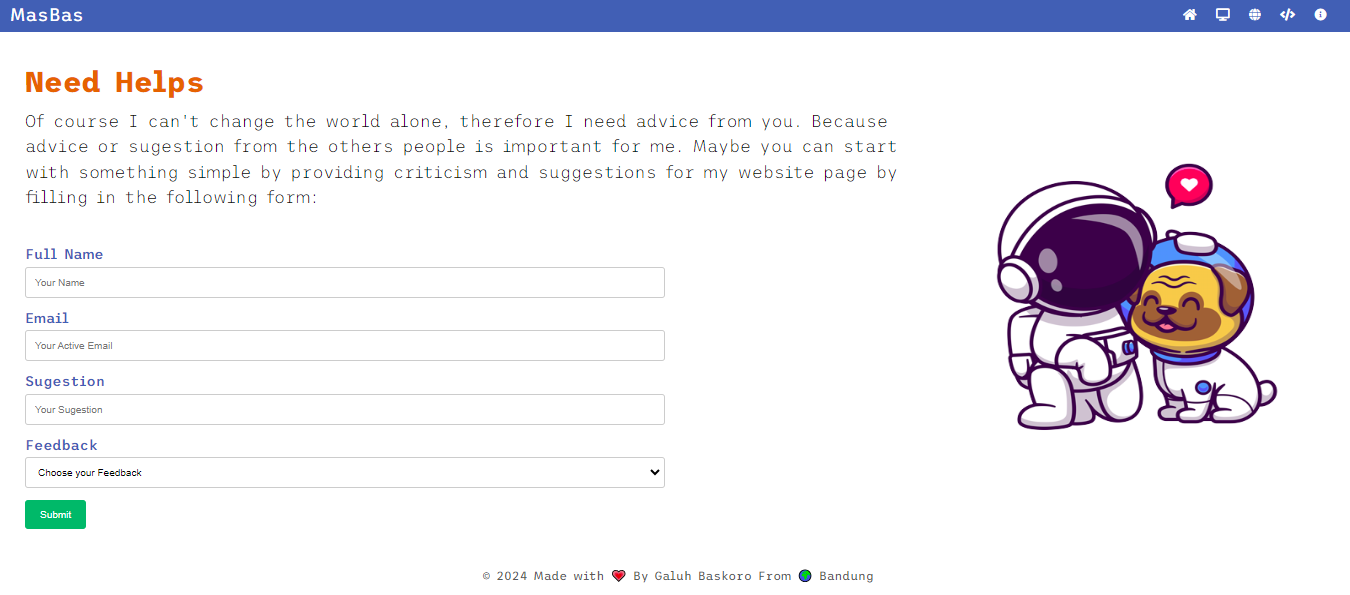 MasBas
Need Helps
Of course I can't change the world alone, therefore I need advice from you. Because
advice or sugestion from the others people is important for me. Maybe you can start
with something simple by providing criticism and suggestions for my website page by
filling in the following form:
Full Name
Your Name
Email
Your Active Email
Sugestion
Your Sugestion
Feedback
Choose your Feedback
Submit
© 2024 Made with ❤️ By Galuh Baskoro From 🌏 Bandung